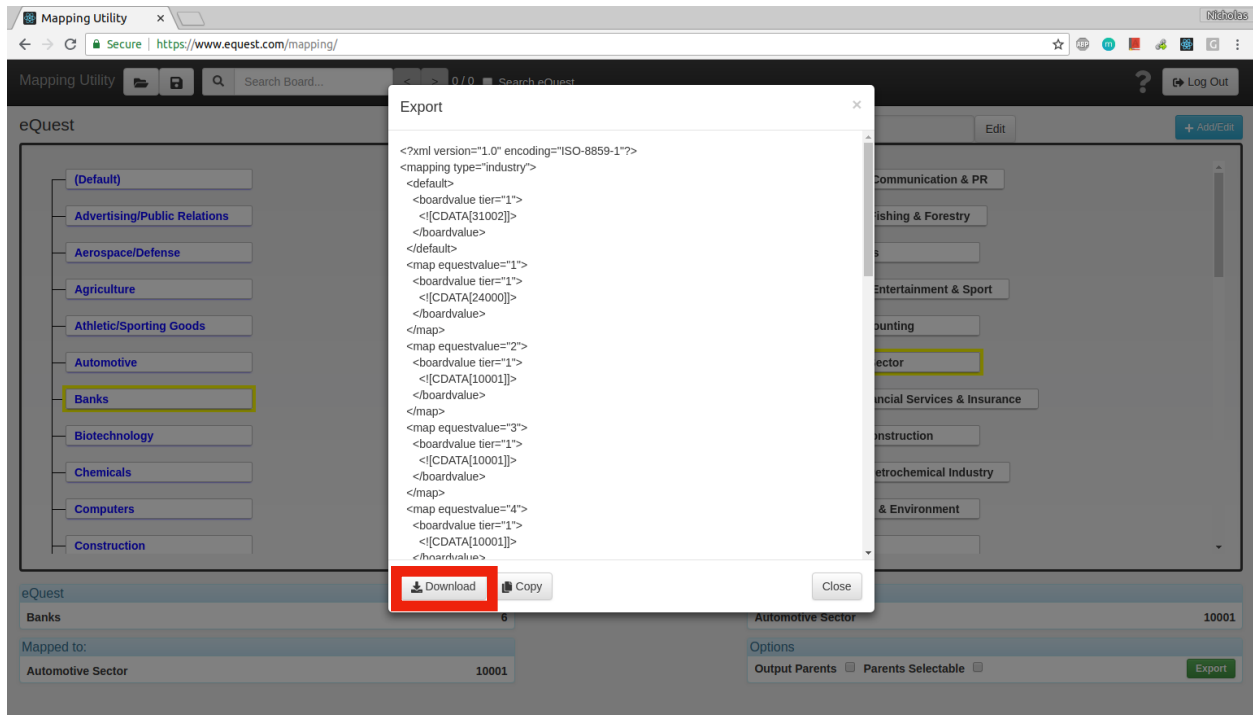 Mapping Utility
Nicholas
Secure | https://www.equest.com/mapping/
Mapping Utility
Search Board...
< > 0 / 0 Search eQuest
? Log Out
eQuest
Edit
+ Add/Edit
(Default)
Advertising/Public Relations
Aerospace/Defense
Agriculture
Athletic/Sporting Goods
Automotive
Banks
Biotechnology
Chemicals
Computers
Construction
Export
×
<?xml version="1.0" encoding="ISO-8859-1"?>
<mapping type="industry">
<default>
<boardvalue tier="1">
<![CDATA[31002]]>
</boardvalue>
</default>
<map equestvalue="1">
<boardvalue tier="1">
<![CDATA[24000]]>
</boardvalue>
</map>
<map equestvalue="2">
<boardvalue tier="1">
<![CDATA[10001]]>
</boardvalue>
</map>
<map equestvalue="3">
<boardvalue tier="1">
<![CDATA[10001]]>
</boardvalue>
</map>
<map equestvalue="4">
<boardvalue tier="1">
<![CDATA[10001]]>
</boardvalue>
Download
Copy
Close
Communication & PR
Fishing & Forestry
s
Entertainment & Sport
ounting
ector
ancial Services & Insurance
onstruction
etrochemical Industry
& Environment
eQuest
Banks 6
Mapped to:
Automotive Sector 10001
Automotive Sector 10001
Options
Output Parents Parents Selectable
Export